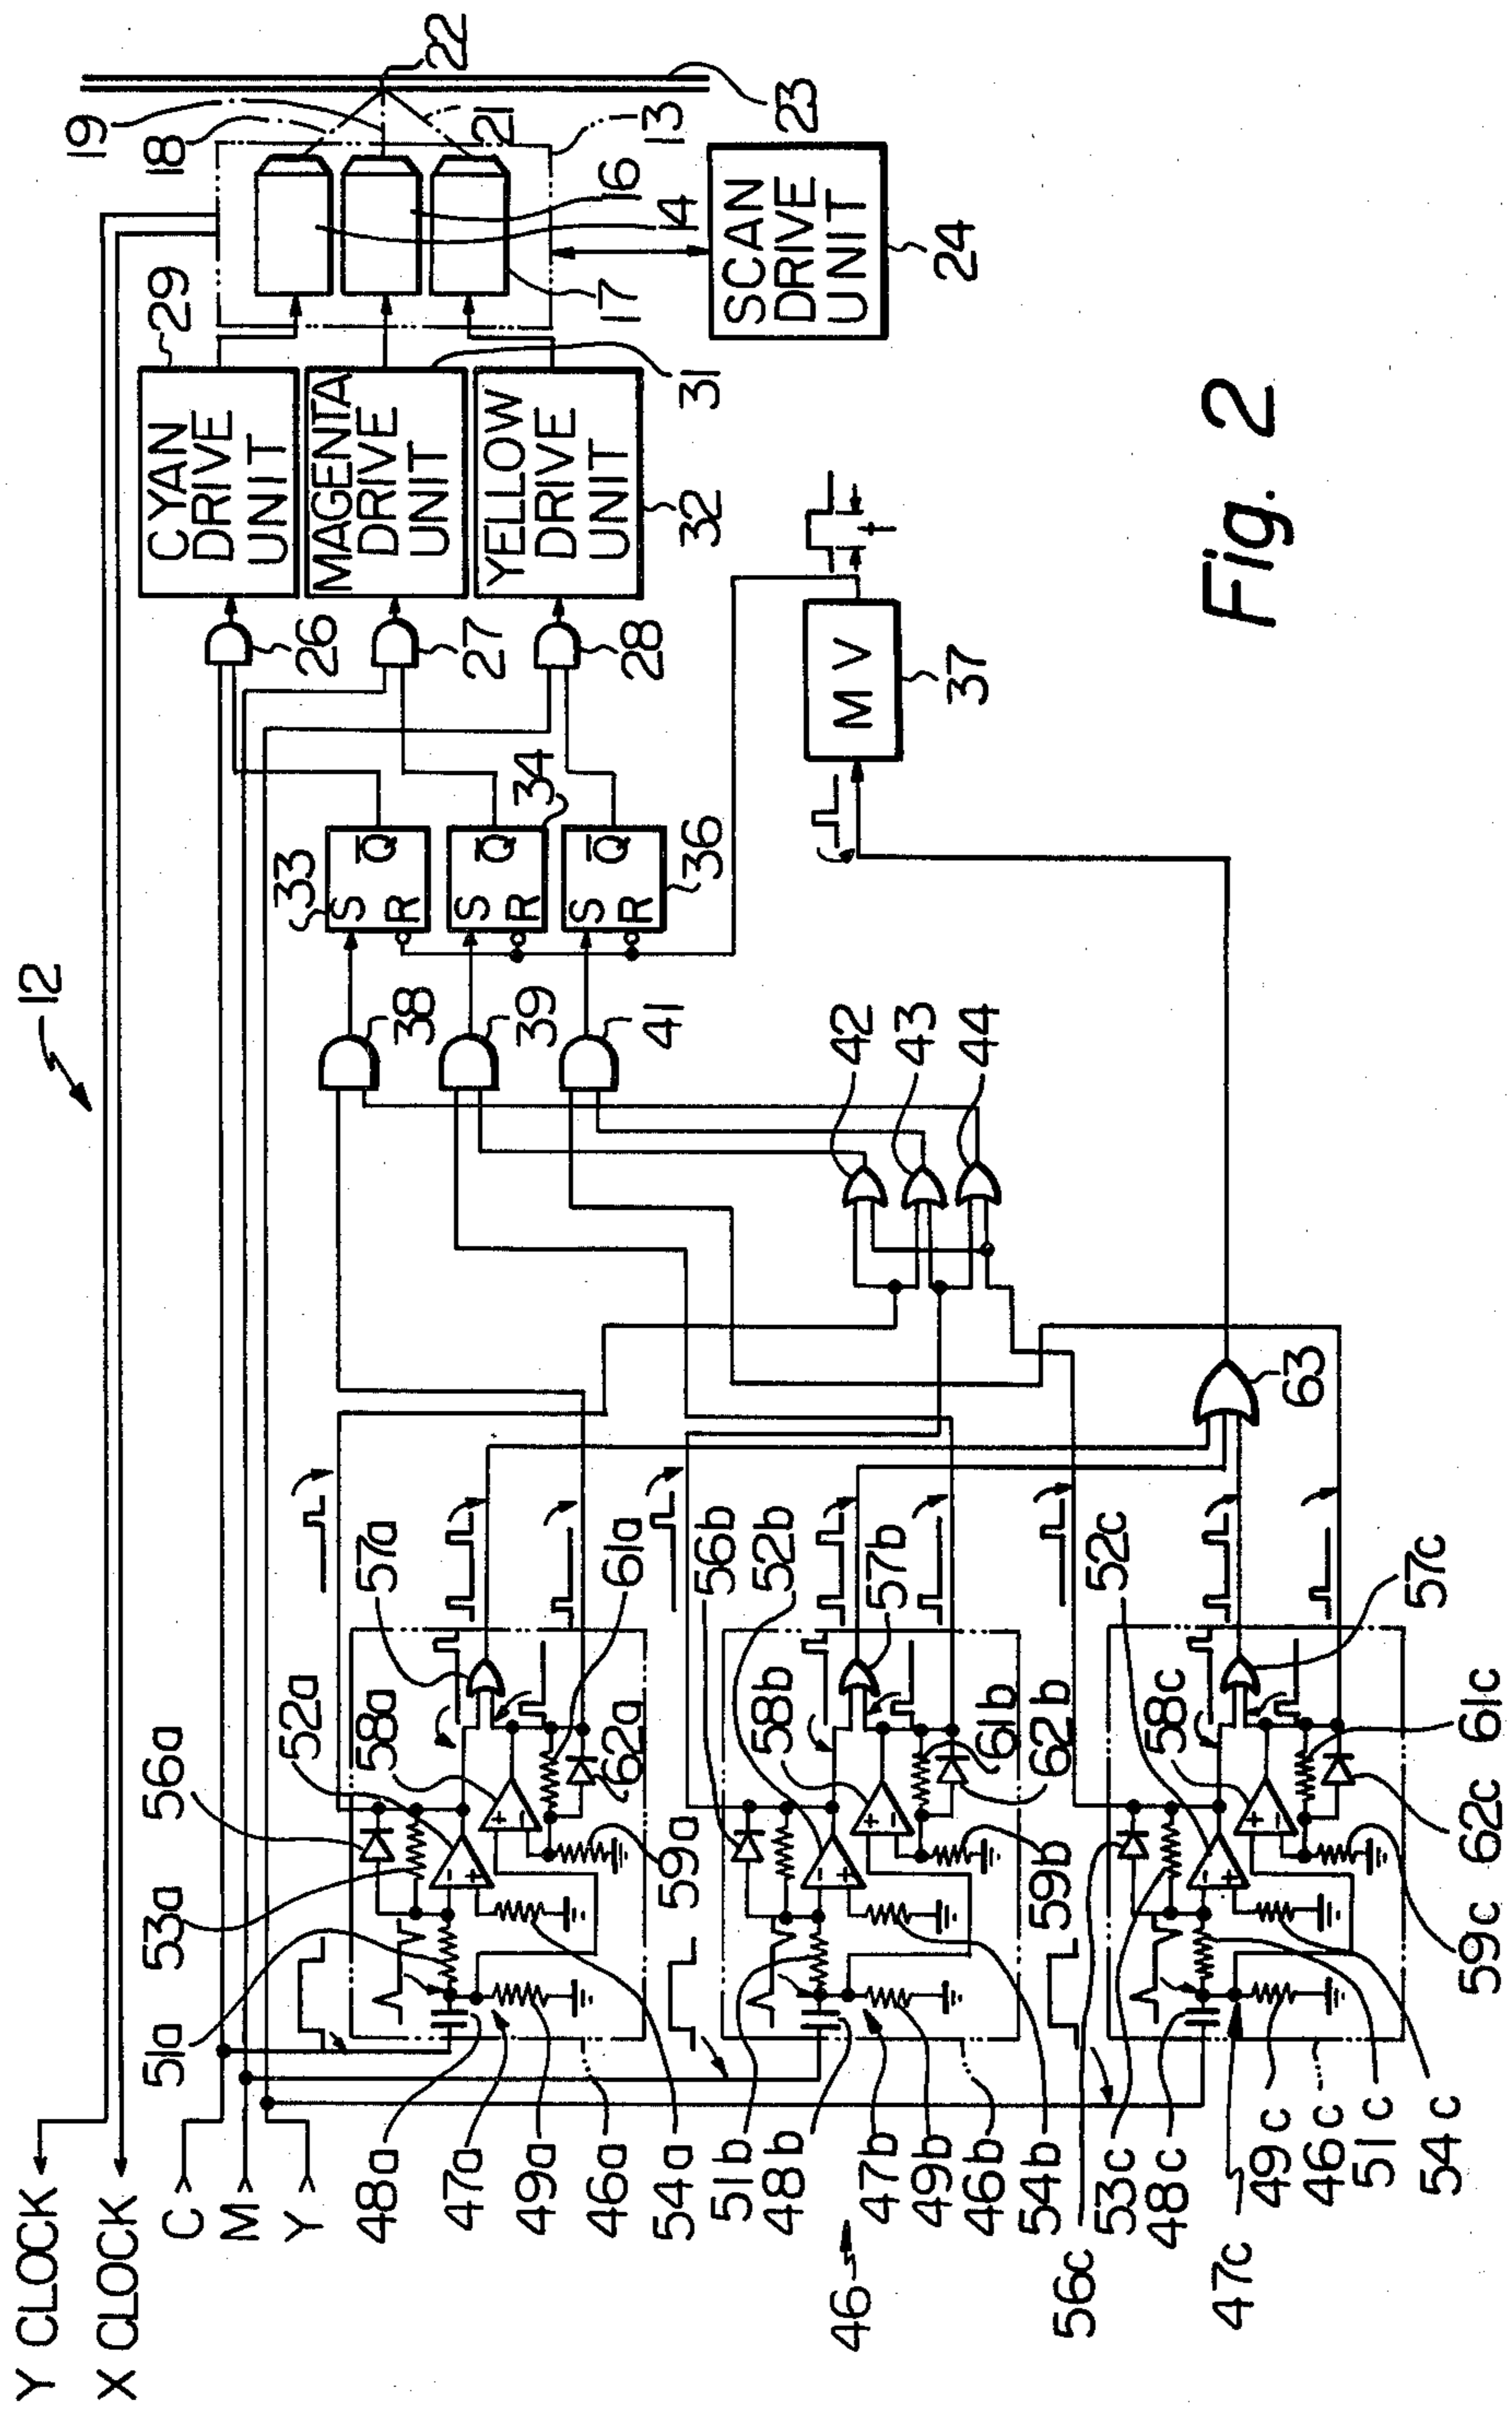 Y CLOCK
X CLOCK
C
M
Y
12
19
18
22
21
13
23
16
14
17
29
CYAN
DRIVE
UNIT
MAGENTA
DRIVE
UNIT
31
YELLOW
DRIVE
UNIT
32
SCAN
DRIVE
UNIT
24
26
27
28
33
S
R
Q̅
34
S
R
Q̅
36
S
R
Q̅
M V
37
t
38
39
41
42
43
44
63
56a
52a
58a
57a
61a
62a
53a
59a
51a
+
−
+
−
48a
47a
49a
46a
54a
56b
52b
58b
57b
61b
62b
59b
+
−
+
−
51b
48b
47b
49b
46b
54b
46
52c
58c
57c
61c
62c
59c
+
−
+
−
56c
53c
48c
47c
49c
46c
51c
54c
Fig. 2